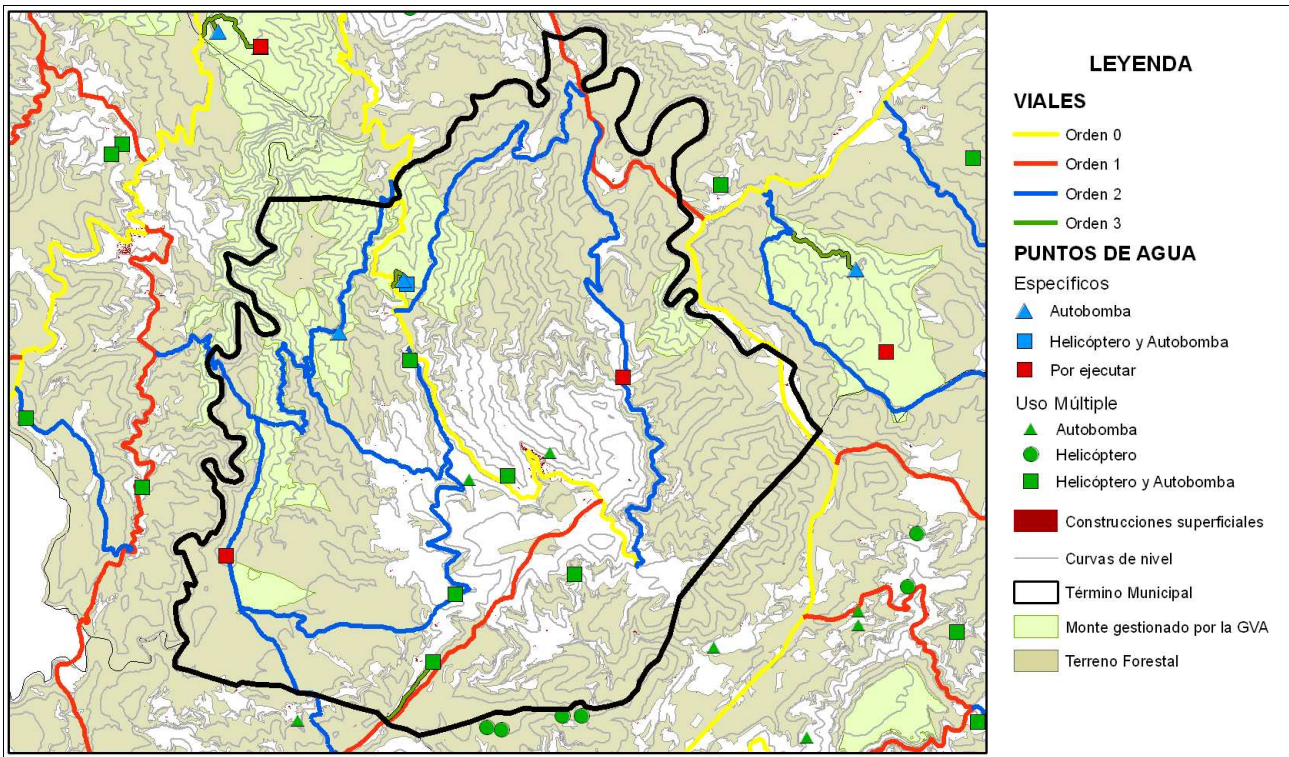 LEYENDA
VIALES
Orden 0
Orden 1
Orden 2
Orden 3
PUNTOS DE AGUA
Específicos
Autobomba
Helicóptero y Autobomba
Por ejecutar
Uso Múltiple
Autobomba
Helicóptero
Helicóptero y Autobomba
Construcciones superficiales
Curvas de nivel
Término Municipal
Monte gestionado por la GVA
Terreno Forestal